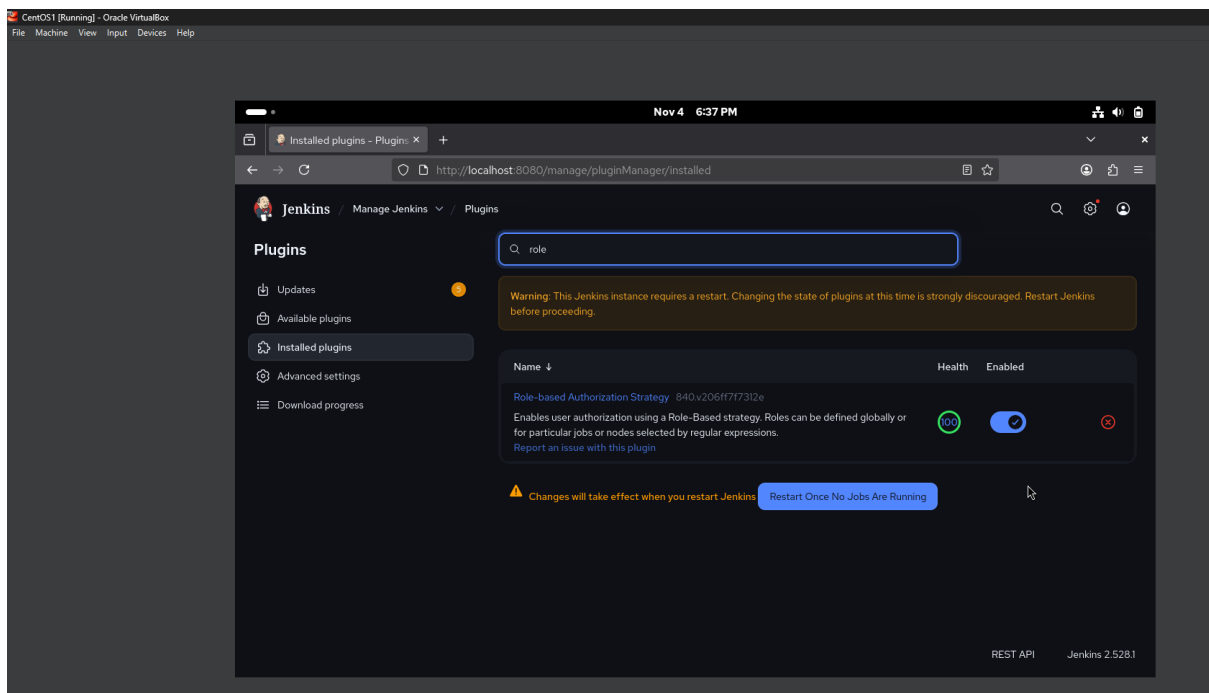 CentOS1 [Running] - Oracle VirtualBox
File Machine View Input Devices Help
Nov 4 6:37 PM
Installed plugins - Plugins
http://localhost:8080/manage/pluginManager/installed
Jenkins / Manage Jenkins / Plugins
Plugins
role
Updates 5
Available plugins
Installed plugins
Advanced settings
Download progress
Warning: This Jenkins instance requires a restart. Changing the state of plugins at this time is strongly discouraged. Restart Jenkins
before proceeding.
Name ↓ Health Enabled
Role-based Authorization Strategy 840.v206ff7f7312e
Enables user authorization using a Role-Based strategy. Roles can be defined globally or
for particular jobs or nodes selected by regular expressions.
100
Report an issue with this plugin
Changes will take effect when you restart Jenkins Restart Once No Jobs Are Running
REST API Jenkins 2.528.1